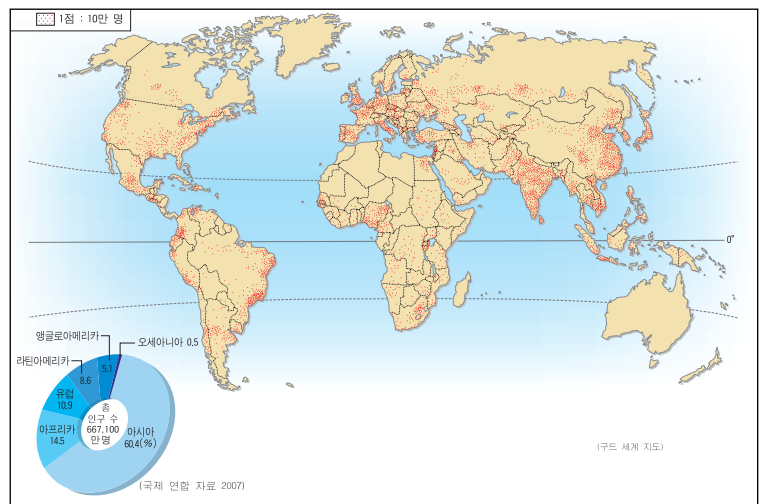 1점 : 10만 명
0°
앵글로아메리카
오세아니아 0.5
라틴아메리카
5.1
8.6
유럽
10.9
총
인구 수
667,100
만명
아프리카
14.5
아시아
60.4(%)
(국제 연합 자료 2007)
(구드 세계 지도)